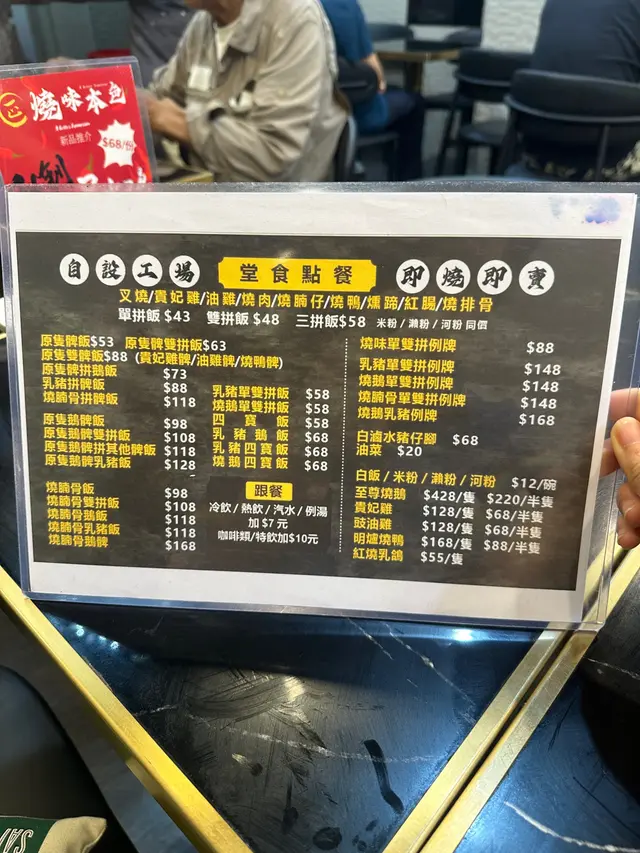 燒味本色
新品推介
$68/份
自設工場
堂食點餐
即燒即賣
叉燒/貴妃雞/油雞/燒肉/燒腩仔/燒鴨/燻蹄/紅腸/燒排骨
單拼飯 $43 雙拼飯 $48 三拼飯$58 米粉 / 瀨粉 / 河粉 同價
原隻髀飯$53 原隻髀雙拼飯$63
原隻雙髀飯$88 (貴妃雞髀/油雞髀/燒鴨髀)
原隻髀拼鵝飯 $73
乳豬拼髀飯 $88
燒腩骨拼髀飯 $118
原隻鵝髀飯 $98
原隻鵝髀雙拼飯 $108
原隻鵝髀拼其他髀飯 $118
原隻鵝髀乳豬飯 $128
燒腩骨飯 $98
燒腩骨雙拼飯 $108
燒腩骨鵝飯 $118
燒腩骨乳豬飯 $118
燒腩骨鵝髀 $168
乳豬單雙拼飯 $58
燒鵝單雙拼飯 $58
四寶飯 $58
乳豬鵝飯 $68
乳豬四寶飯 $68
燒鵝四寶飯 $68
跟餐
冷飲 / 熱飲 / 汽水 / 例湯
加 $7 元
咖啡類/特飲加$10元
燒味單雙拼例牌 $88
乳豬單雙拼例牌 $148
燒鵝單雙拼例牌 $148
燒腩骨單雙拼例牌 $148
燒鵝乳豬例牌 $168
白滷水豬仔腳 $68
油菜 $20
白飯 / 米粉 / 瀨粉 / 河粉 $12/碗
至尊燒鵝 $428/隻 $220/半隻
貴妃雞 $128/隻 $68/半隻
豉油雞 $128/隻 $68/半隻
明爐燒鴨 $168/隻 $88/半隻
紅燒乳鴿 $55/隻